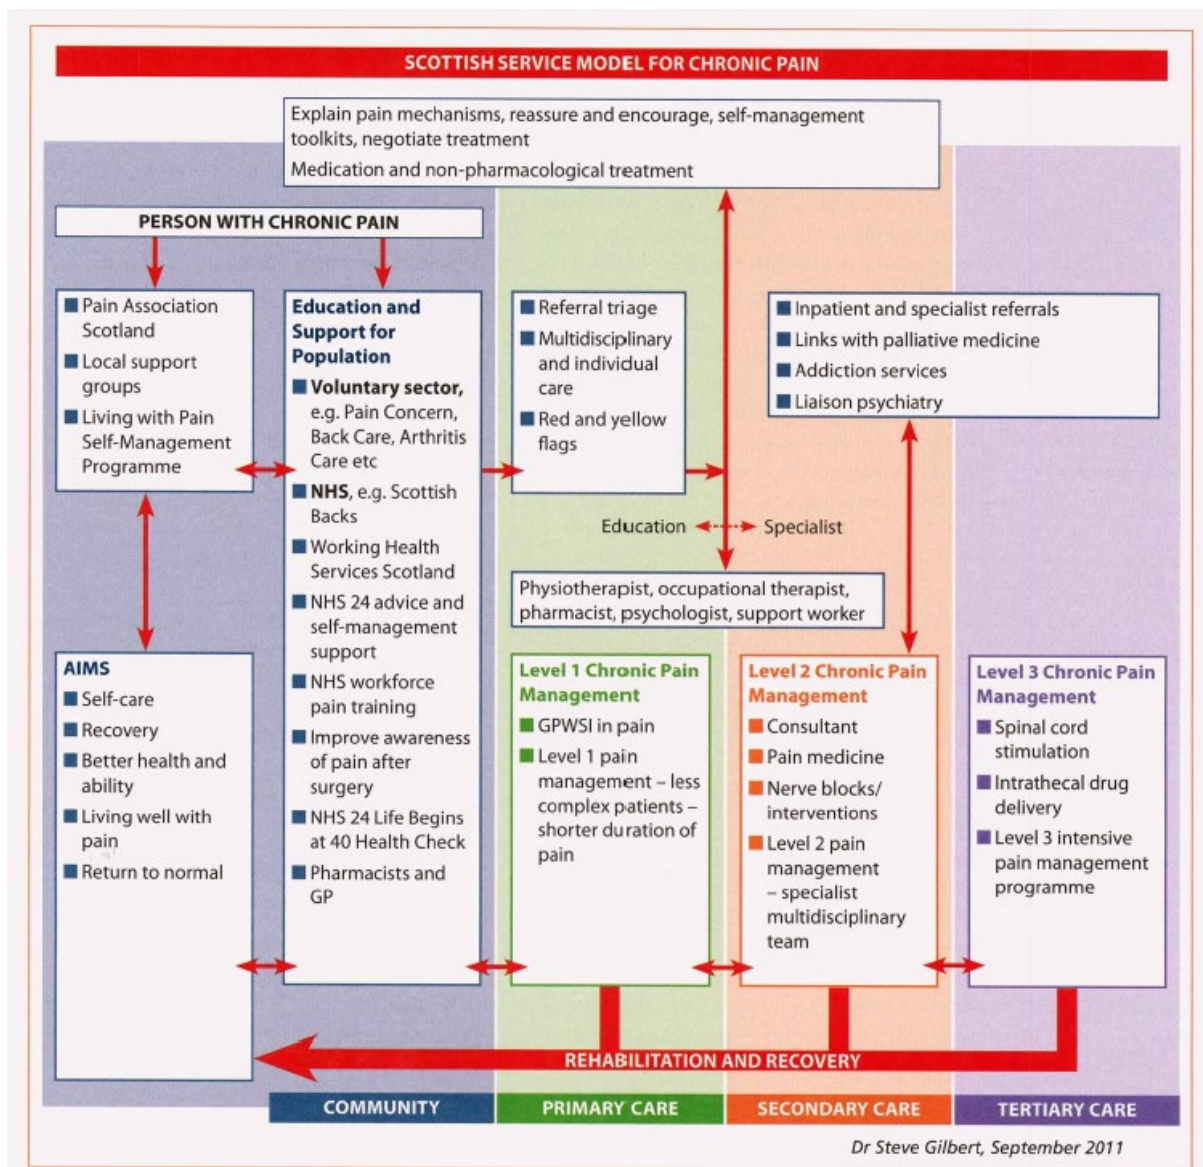 SCOTTISH SERVICE MODEL FOR CHRONIC PAIN
Explain pain mechanisms, reassure and encourage, self-management
toolkits, negotiate treatment
Medication and non-pharmacological treatment
PERSON WITH CHRONIC PAIN
Pain Association
Scotland
Local support
groups
Living with Pain
Self-Management
Programme
Education and
Support for
Population
Voluntary sector,
e.g. Pain Concern,
Back Care, Arthritis
Care etc
NHS, e.g. Scottish
Backs
Working Health
Services Scotland
NHS 24 advice and
self-management
support
NHS workforce
pain training
Improve awareness
of pain after
surgery
NHS 24 Life Begins
at 40 Health Check
Pharmacists and
GP
Referral triage
Multidisciplinary
and individual
care
Red and yellow
flags
Inpatient and specialist referrals
Links with palliative medicine
Addiction services
Liaison psychiatry
Education
Specialist
Physiotherapist, occupational therapist,
pharmacist, psychologist, support worker
AIMS
Self-care
Recovery
Better health and
ability
Living well with
pain
Return to normal
Level 1 Chronic Pain
Management
GPWSI in pain
Level 1 pain
management – less
complex patients –
shorter duration of
pain
Level 2 Chronic Pain
Management
Consultant
Pain medicine
Nerve blocks/
interventions
Level 2 pain
management
– specialist
multidisciplinary
team
Level 3 Chronic Pain
Management
Spinal cord
stimulation
Intrathecal drug
delivery
Level 3 intensive
pain management
programme
REHABILITATION AND RECOVERY
COMMUNITY
PRIMARY CARE
SECONDARY CARE
TERTIARY CARE
Dr Steve Gilbert, September 2011